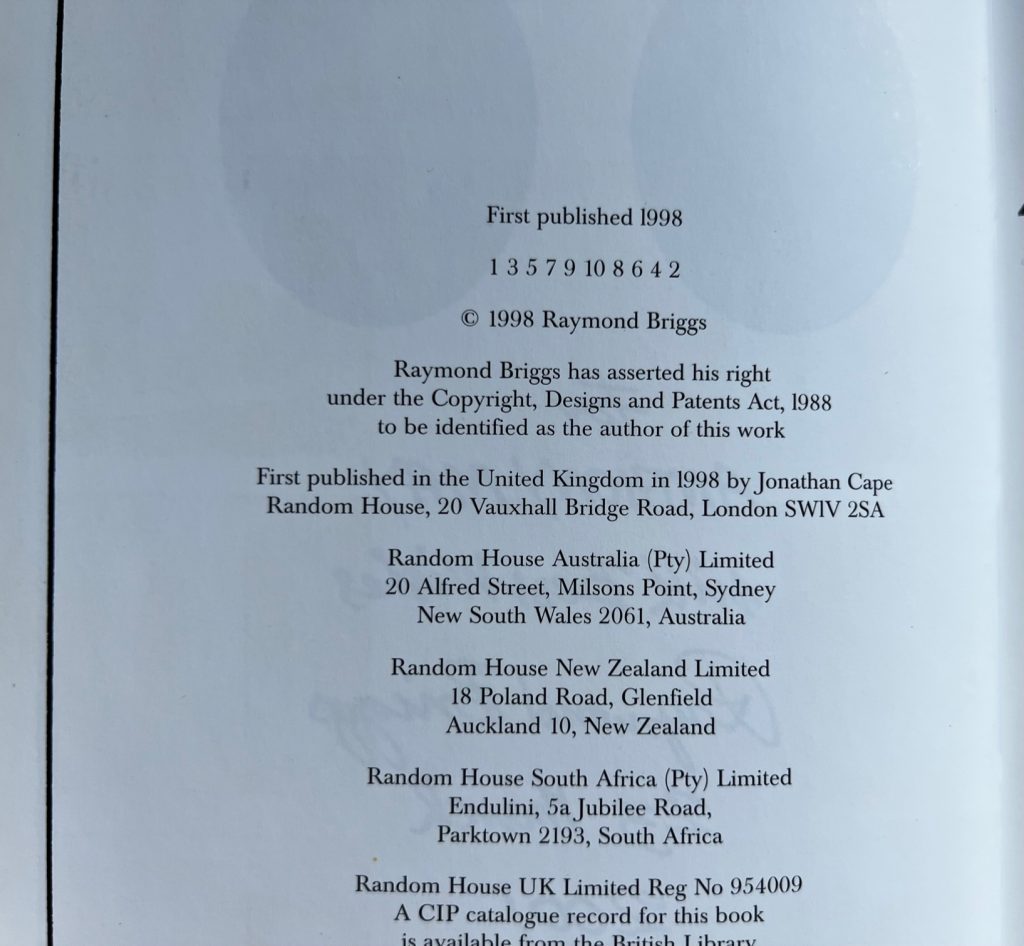 First published 1998
1 3 5 7 9 10 8 6 4 2
© 1998 Raymond Briggs
Raymond Briggs has asserted his right
under the Copyright, Designs and Patents Act, 1988
to be identified as the author of this work
First published in the United Kingdom in 1998 by Jonathan Cape
Random House, 20 Vauxhall Bridge Road, London SW1V 2SA
Random House Australia (Pty) Limited
20 Alfred Street, Milsons Point, Sydney
New South Wales 2061, Australia
Random House New Zealand Limited
18 Poland Road, Glenfield
Auckland 10, New Zealand
Random House South Africa (Pty) Limited
Endulini, 5a Jubilee Road,
Parktown 2193, South Africa
Random House UK Limited Reg No 954009
A CIP catalogue record for this book
is available from the British Library